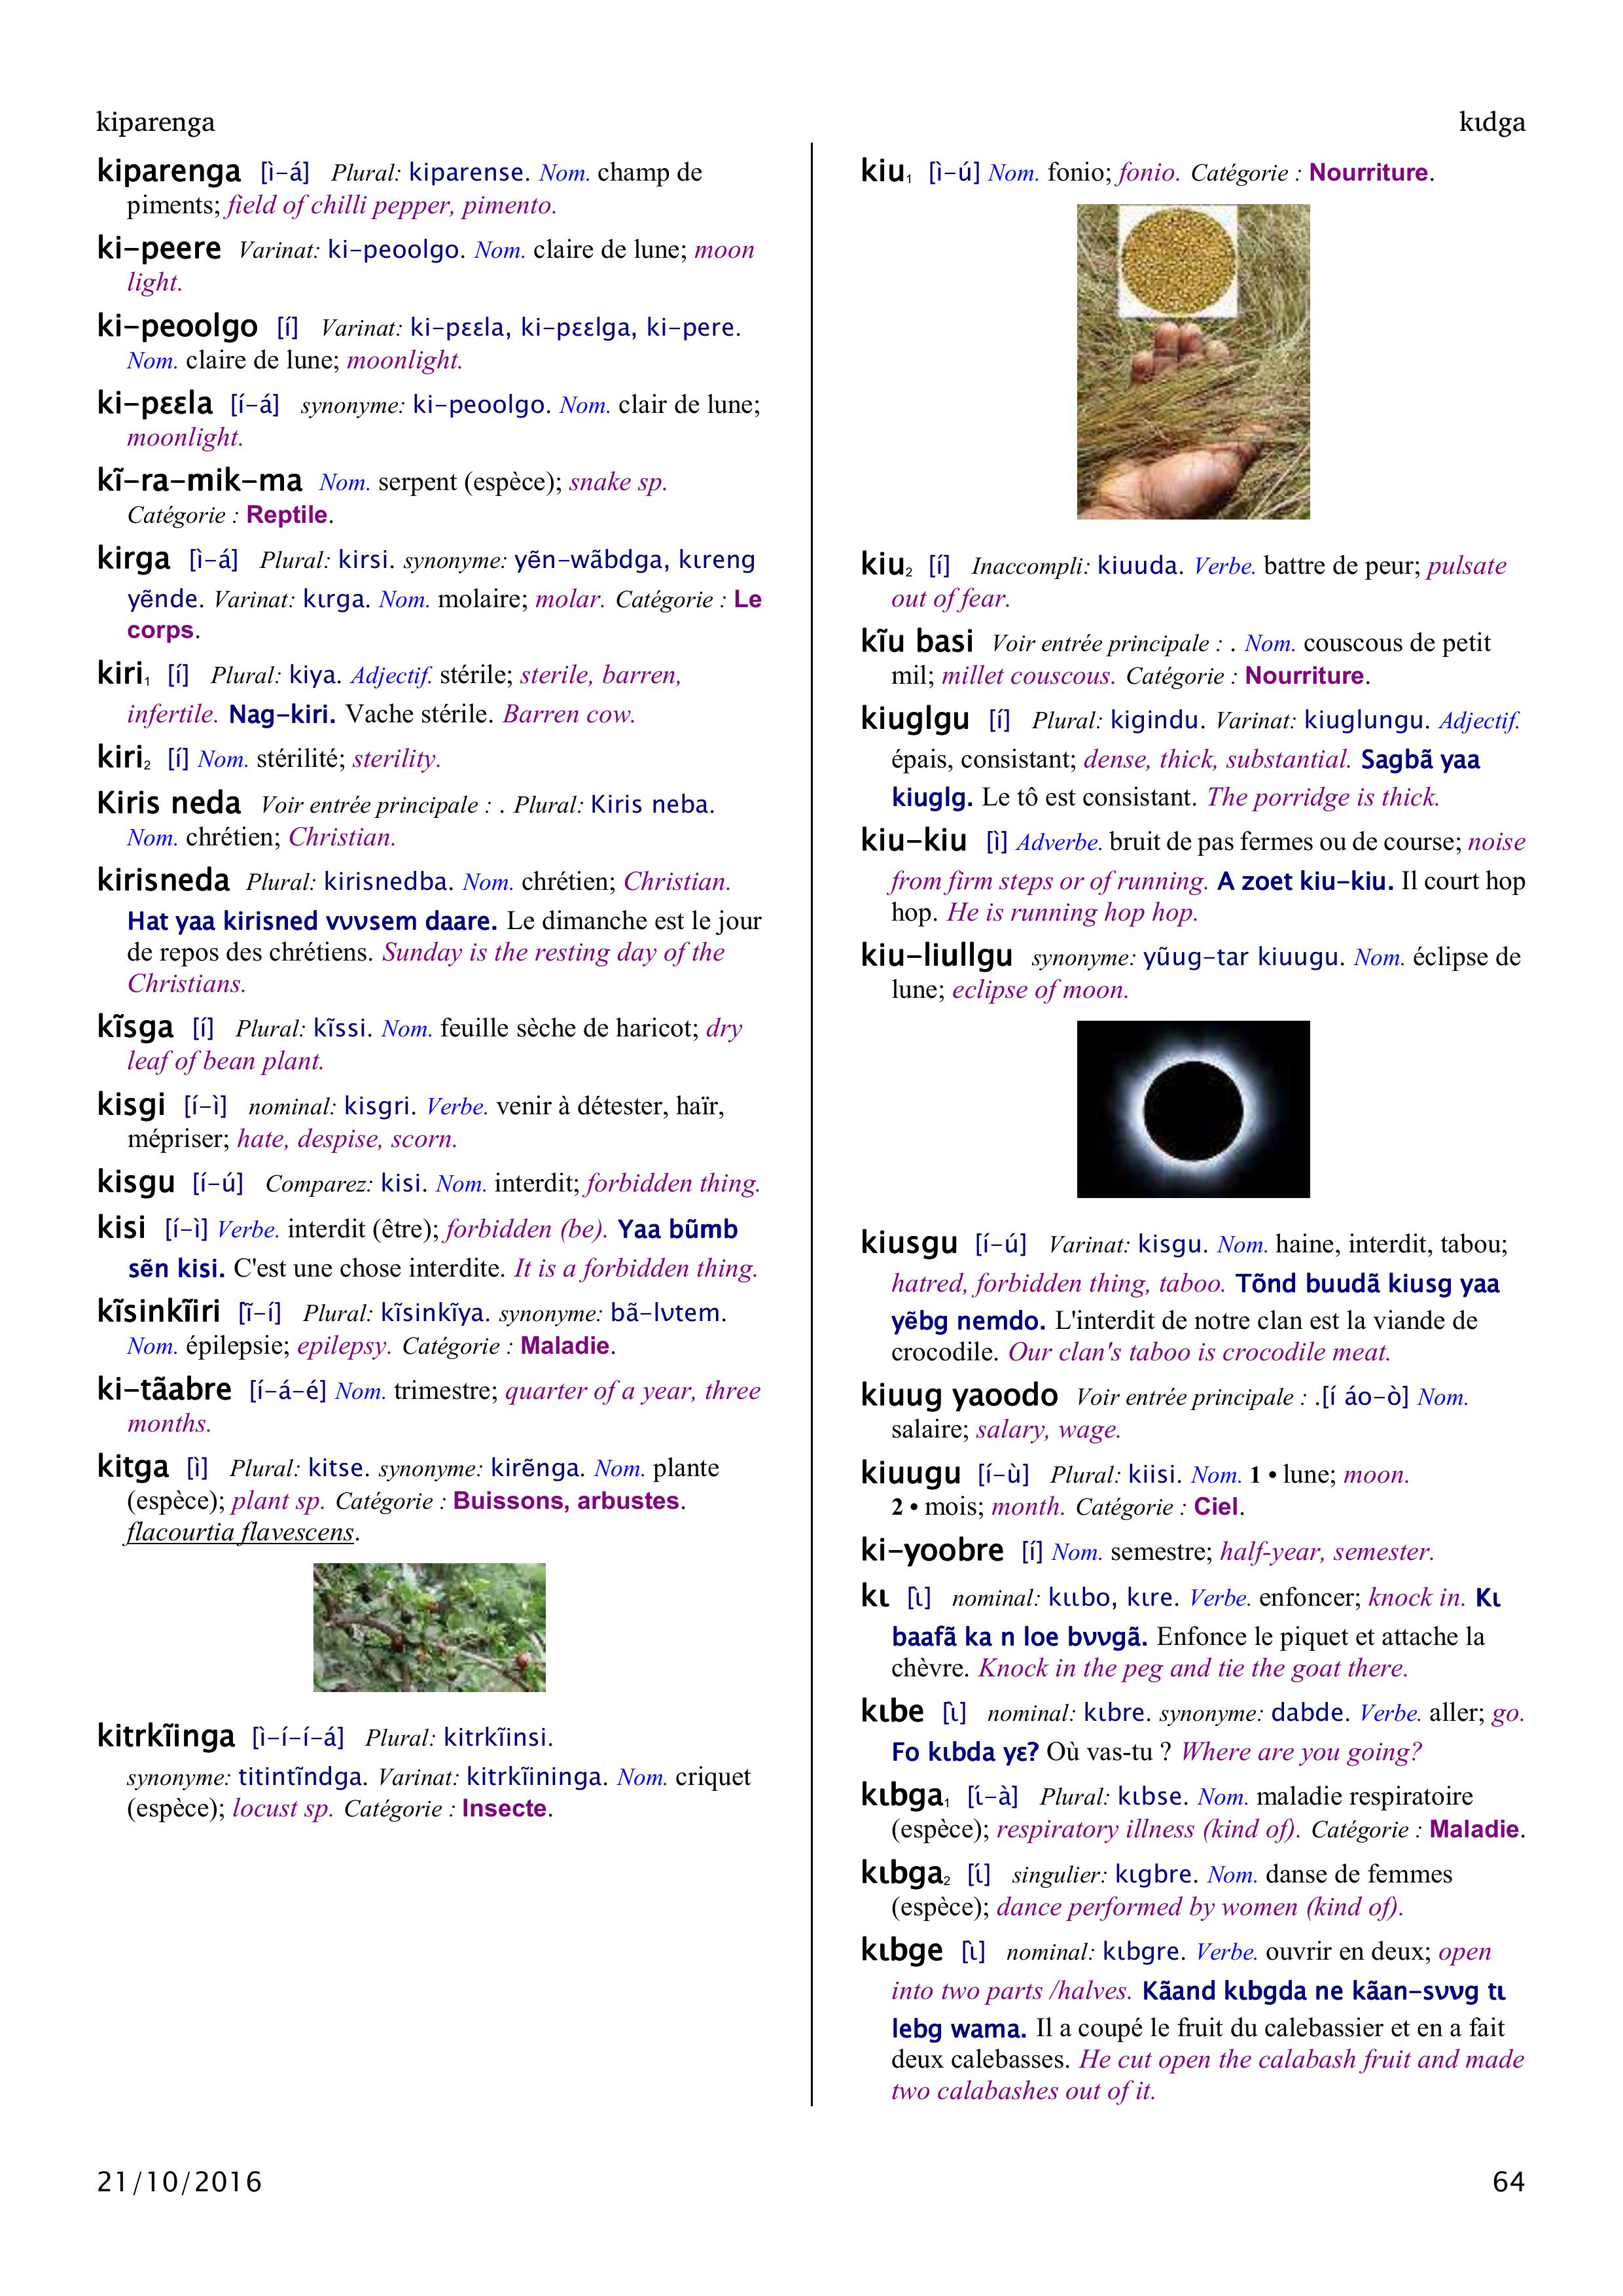 kiparenga
kɩdga
kiparenga [ì-á] Plural: kiparense. Nom. champ de
piments; field of chilli pepper, pimento.
ki-peere Varinat: ki-peoolgo. Nom. claire de lune; moon
light.
ki-peoolgo [í] Varinat: ki-pɛɛla, ki-pɛɛlga, ki-pere.
Nom. claire de lune; moonlight.
ki-pɛɛla [í-á] synonyme: ki-peoolgo. Nom. clair de lune;
moonlight.
kĩ-ra-mik-ma Nom. serpent (espèce); snake sp.
Catégorie : Reptile.
kirga [ì-á] Plural: kirsi. synonyme: yẽn-wãbdga, kɩreng
yẽnde. Varinat: kɩrga. Nom. molaire; molar. Catégorie : Le
corps.
kiri₁ [í] Plural: kiya. Adjectif. stérile; sterile, barren,
infertile. Nag-kiri. Vache stérile. Barren cow.
kiri₂ [í] Nom. stérilité; sterility.
Kiris neda Voir entrée principale : . Plural: Kiris neba.
Nom. chrétien; Christian.
kirisneda Plural: kirisnedba. Nom. chrétien; Christian.
Hat yaa kirisned vʋʋsem daare. Le dimanche est le jour
de repos des chrétiens. Sunday is the resting day of the
Christians.
kĩsga [í] Plural: kĩssi. Nom. feuille sèche de haricot; dry
leaf of bean plant.
kisgi [í-ì] nominal: kisgri. Verbe. venir à détester, haïr,
mépriser; hate, despise, scorn.
kisgu [í-ú] Comparez: kisi. Nom. interdit; forbidden thing.
kisi [í-ì] Verbe. interdit (être); forbidden (be). Yaa bũmb
sẽn kisi. C'est une chose interdite. It is a forbidden thing.
kĩsinkĩiri [ĩ-í] Plural: kĩsinkĩya. synonyme: bã-lʋtem.
Nom. épilepsie; epilepsy. Catégorie : Maladie.
ki-tãabre [í-á-é] Nom. trimestre; quarter of a year, three
months.
kitga [ì] Plural: kitse. synonyme: kirẽnga. Nom. plante
(espèce); plant sp. Catégorie : Buissons, arbustes.
flacourtia flavescens.
kitrkĩinga [ì-í-í-á] Plural: kitrkĩinsi.
synonyme: titintĩndga. Varinat: kitrkĩininga. Nom. criquet
(espèce); locust sp. Catégorie : Insecte.
kiu₁ [ì-ú] Nom. fonio; fonio. Catégorie : Nourriture.
kiu₂ [í] Inaccompli: kiuuda. Verbe. battre de peur; pulsate
out of fear.
kĩu basi Voir entrée principale : . Nom. couscous de petit
mil; millet couscous. Catégorie : Nourriture.
kiuglgu [í] Plural: kigindu. Varinat: kiuglungu. Adjectif.
épais, consistant; dense, thick, substantial. Sagbã yaa
kiuglg. Le tô est consistant. The porridge is thick.
kiu-kiu [ì] Adverbe. bruit de pas fermes ou de course; noise
from firm steps or of running. A zoet kiu-kiu. Il court hop
hop. He is running hop hop.
kiu-liullgu synonyme: yũug-tar kiuugu. Nom. éclipse de
lune; eclipse of moon.
kiusgu [í-ú] Varinat: kisgu. Nom. haine, interdit, tabou;
hatred, forbidden thing, taboo. Tõnd buudã kiusg yaa
yẽbg nemdo. L'interdit de notre clan est la viande de
crocodile. Our clan's taboo is crocodile meat.
kiuug yaoodo Voir entrée principale : .[í áo-ò] Nom.
salaire; salary, wage.
kiuugu [í-ù] Plural: kiisi. Nom. 1 • lune; moon.
2 • mois; month. Catégorie : Ciel.
ki-yoobre [í] Nom. semestre; half-year, semester.
kɩ [ɩ̀] nominal: kɩɩbo, kɩre. Verbe. enfoncer; knock in. Kɩ
baafã ka n loe bʋʋgã. Enfonce le piquet et attache la
chèvre. Knock in the peg and tie the goat there.
kɩbe [ɩ̀] nominal: kɩbre. synonyme: dabde. Verbe. aller; go.
Fo kɩbda yɛ? Où vas-tu ? Where are you going?
kɩbga₁ [ɩ́-à] Plural: kɩbse. Nom. maladie respiratoire
(espèce); respiratory illness (kind of). Catégorie : Maladie.
kɩbga₂ [ɩ́] singulier: kɩgbre. Nom. danse de femmes
(espèce); dance performed by women (kind of).
kɩbge [ɩ̀] nominal: kɩbgre. Verbe. ouvrir en deux; open
into two parts /halves. Kãand kɩbgda ne kãan-sʋʋg tɩ
lebg wama. Il a coupé le fruit du calebassier et en a fait
deux calebasses. He cut open the calabash fruit and made
two calabashes out of it.
21/10/2016
64